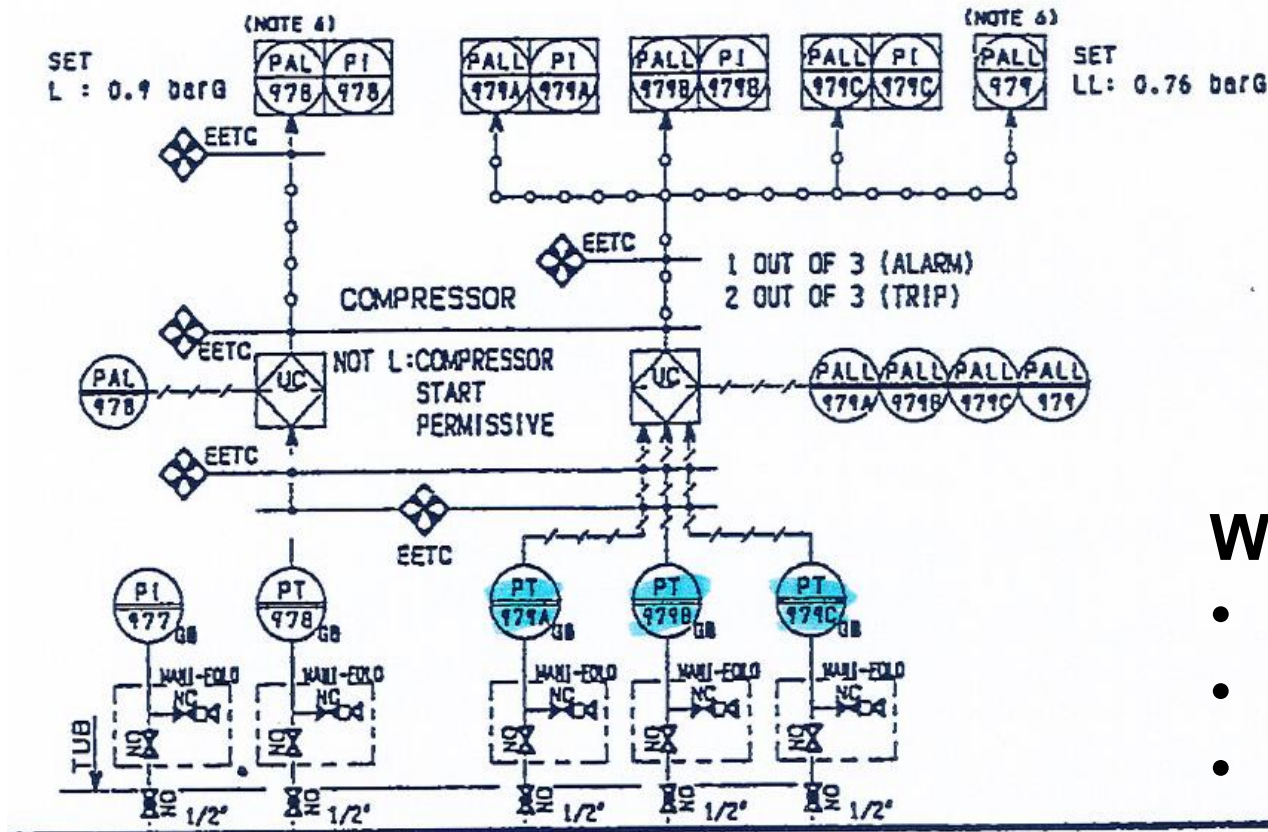 (NOTE 6) (NOTE 6)
SET
L : 0.9 barG
PAL PI
978 978
PALL PI
979A 979A
PALL PI
979B 979B
PALL PI
979C 979C
PALL
979
SET
LL: 0.76 barG
EETC
EETC
1 OUT OF 3 (ALARM)
2 OUT OF 3 (TRIP)
COMPRESSOR
EETC
PAL
978
UC
NOT L:COMPRESSOR
START
PERMISSIVE
UC
PALL PALL PALL PALL
979A 979B 979C 979
EETC
EETC
W
PI
977
GB
PT
978
GB
PT
979A
GB
PT
979B
GB
PT
979C
GB
MANI-FOLD MANI-FOLD MANI-FOLD MANI-FOLD MANI-FOLD
NC NC NC NC NC
NO NO NO NO NO
TUB
NO NO NO NO NO
1/2" 1/2" 1/2" 1/2" 1/2"